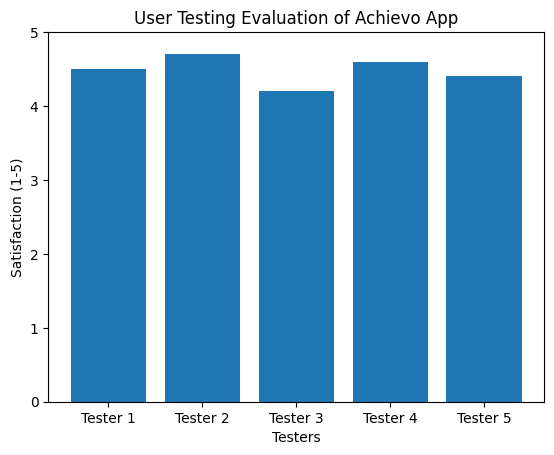 User Testing Evaluation of Achievo App
Satisfaction (1-5)
5
4
3
2
1
0
Tester 1 Tester 2 Tester 3 Tester 4 Tester 5
Testers